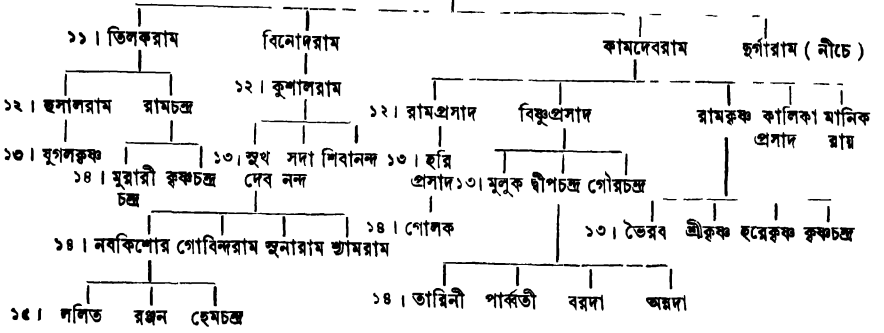 ১১। তিলকরাম বিনোদরাম কামদেবরাম দুর্গারাম ( নীচে )
১২। কুশালরাম
১২। দুলালরাম রামচন্দ্র ১২। রামপ্রসাদ বিষ্ণুপ্রসাদ রামকৃষ্ণ কালিকা মানিক
প্রসাদ রাম
১৩। যুগলকৃষ্ণ ১৩। সুখ সদা শিবানন্দ ১৩। হরি
১৪। মুরারী কৃষ্ণচন্দ্র দেব নন্দ প্রসাদ ১৩। মুলুক দ্বীপচন্দ্র গৌরচন্দ্র
চন্দ্র
১৪। গোলক ১৩। ভৈরব শ্রীকৃষ্ণ হরেকৃষ্ণ কৃষ্ণচন্দ্র
১৪। নবকিশোর গোবিন্দরাম সুনারাম শ্যামরাম
১৪। তারিনী পার্ব্বতী বরদা অন্নদা
১৫। ললিত রঞ্জন হেমচন্দ্র